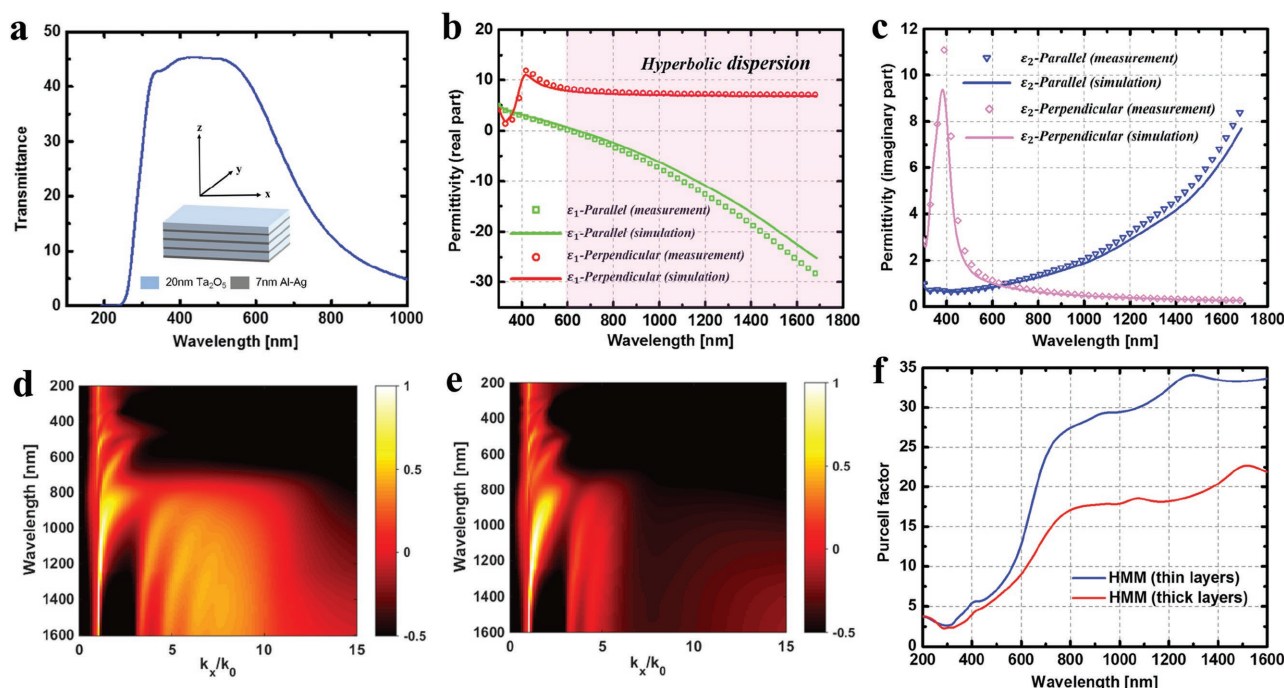 a
50
45
40
35
30
25
20
15
10
5
0
Transmittance
z
y
x
20nm Ta₂O₅
7nm Al-Ag
200 400 600 800 1000
Wavelength [nm]
b
20
10
0
-10
-20
-30
Permittivity (real part)
Hyperbolic dispersion
ε₁-Parallel (measurement)
ε₁-Parallel (simulation)
ε₁-Perpendicular (measurement)
ε₁-Perpendicular (simulation)
400 600 800 1000 1200 1400 1600 1800
Wavelength [nm]
c
12
10
8
6
4
2
0
Permittivity (imaginary part)
ε₂-Parallel (measurement)
ε₂-Parallel (simulation)
ε₂-Perpendicular (measurement)
ε₂-Perpendicular (simulation)
400 600 800 1000 1200 1400 1600 1800
Wavelength [nm]
d
200
400
600
800
1000
1200
1400
1600
Wavelength [nm]
0 5 10 15
kₓ/k₀
1
0.5
0
-0.5
e
200
400
600
800
1000
1200
1400
1600
Wavelength [nm]
0 5 10 15
kₓ/k₀
1
0.5
0
-0.5
f
35
30
25
20
15
10
5
0
Purcell factor
HMM (thin layers)
HMM (thick layers)
200 400 600 800 1000 1200 1400 1600
Wavelength [nm]